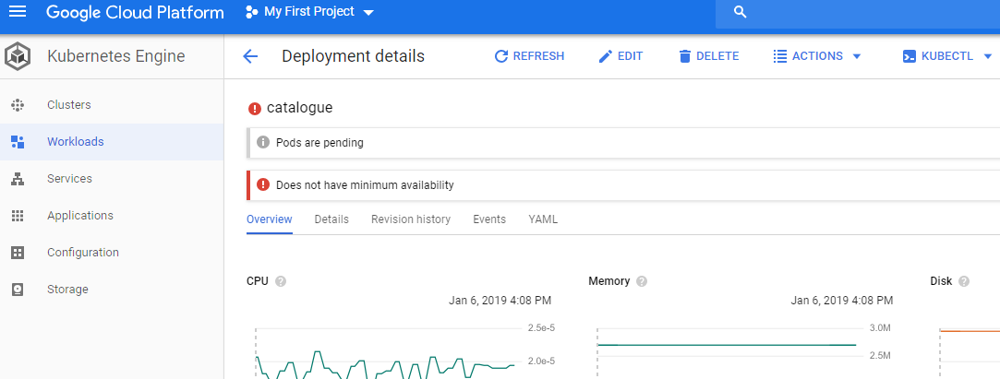 Google Cloud Platform My First Project
Kubernetes Engine
Deployment details REFRESH EDIT DELETE ACTIONS KUBECTL
Clusters
Workloads
Services
Applications
Configuration
Storage
catalogue
Pods are pending
Does not have minimum availability
Overview Details Revision history Events YAML
CPU
Jan 6, 2019 4:08 PM
2.5e-5
2.0e-5
Memory
Jan 6, 2019 4:08 PM
3.0M
2.5M
Disk